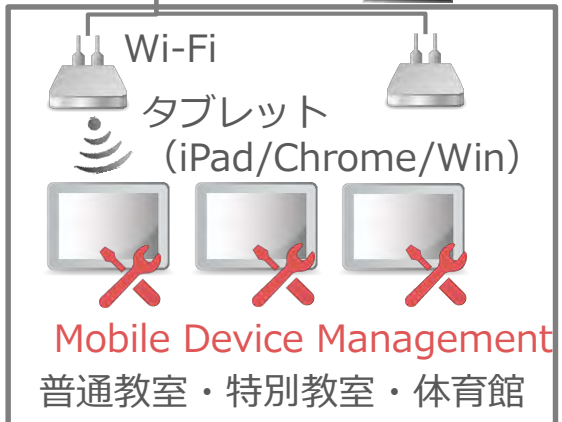 Wi-Fi
タブレット
（iPad/Chrome/Win）
Mobile Device Management
普通教室・特別教室・体育館